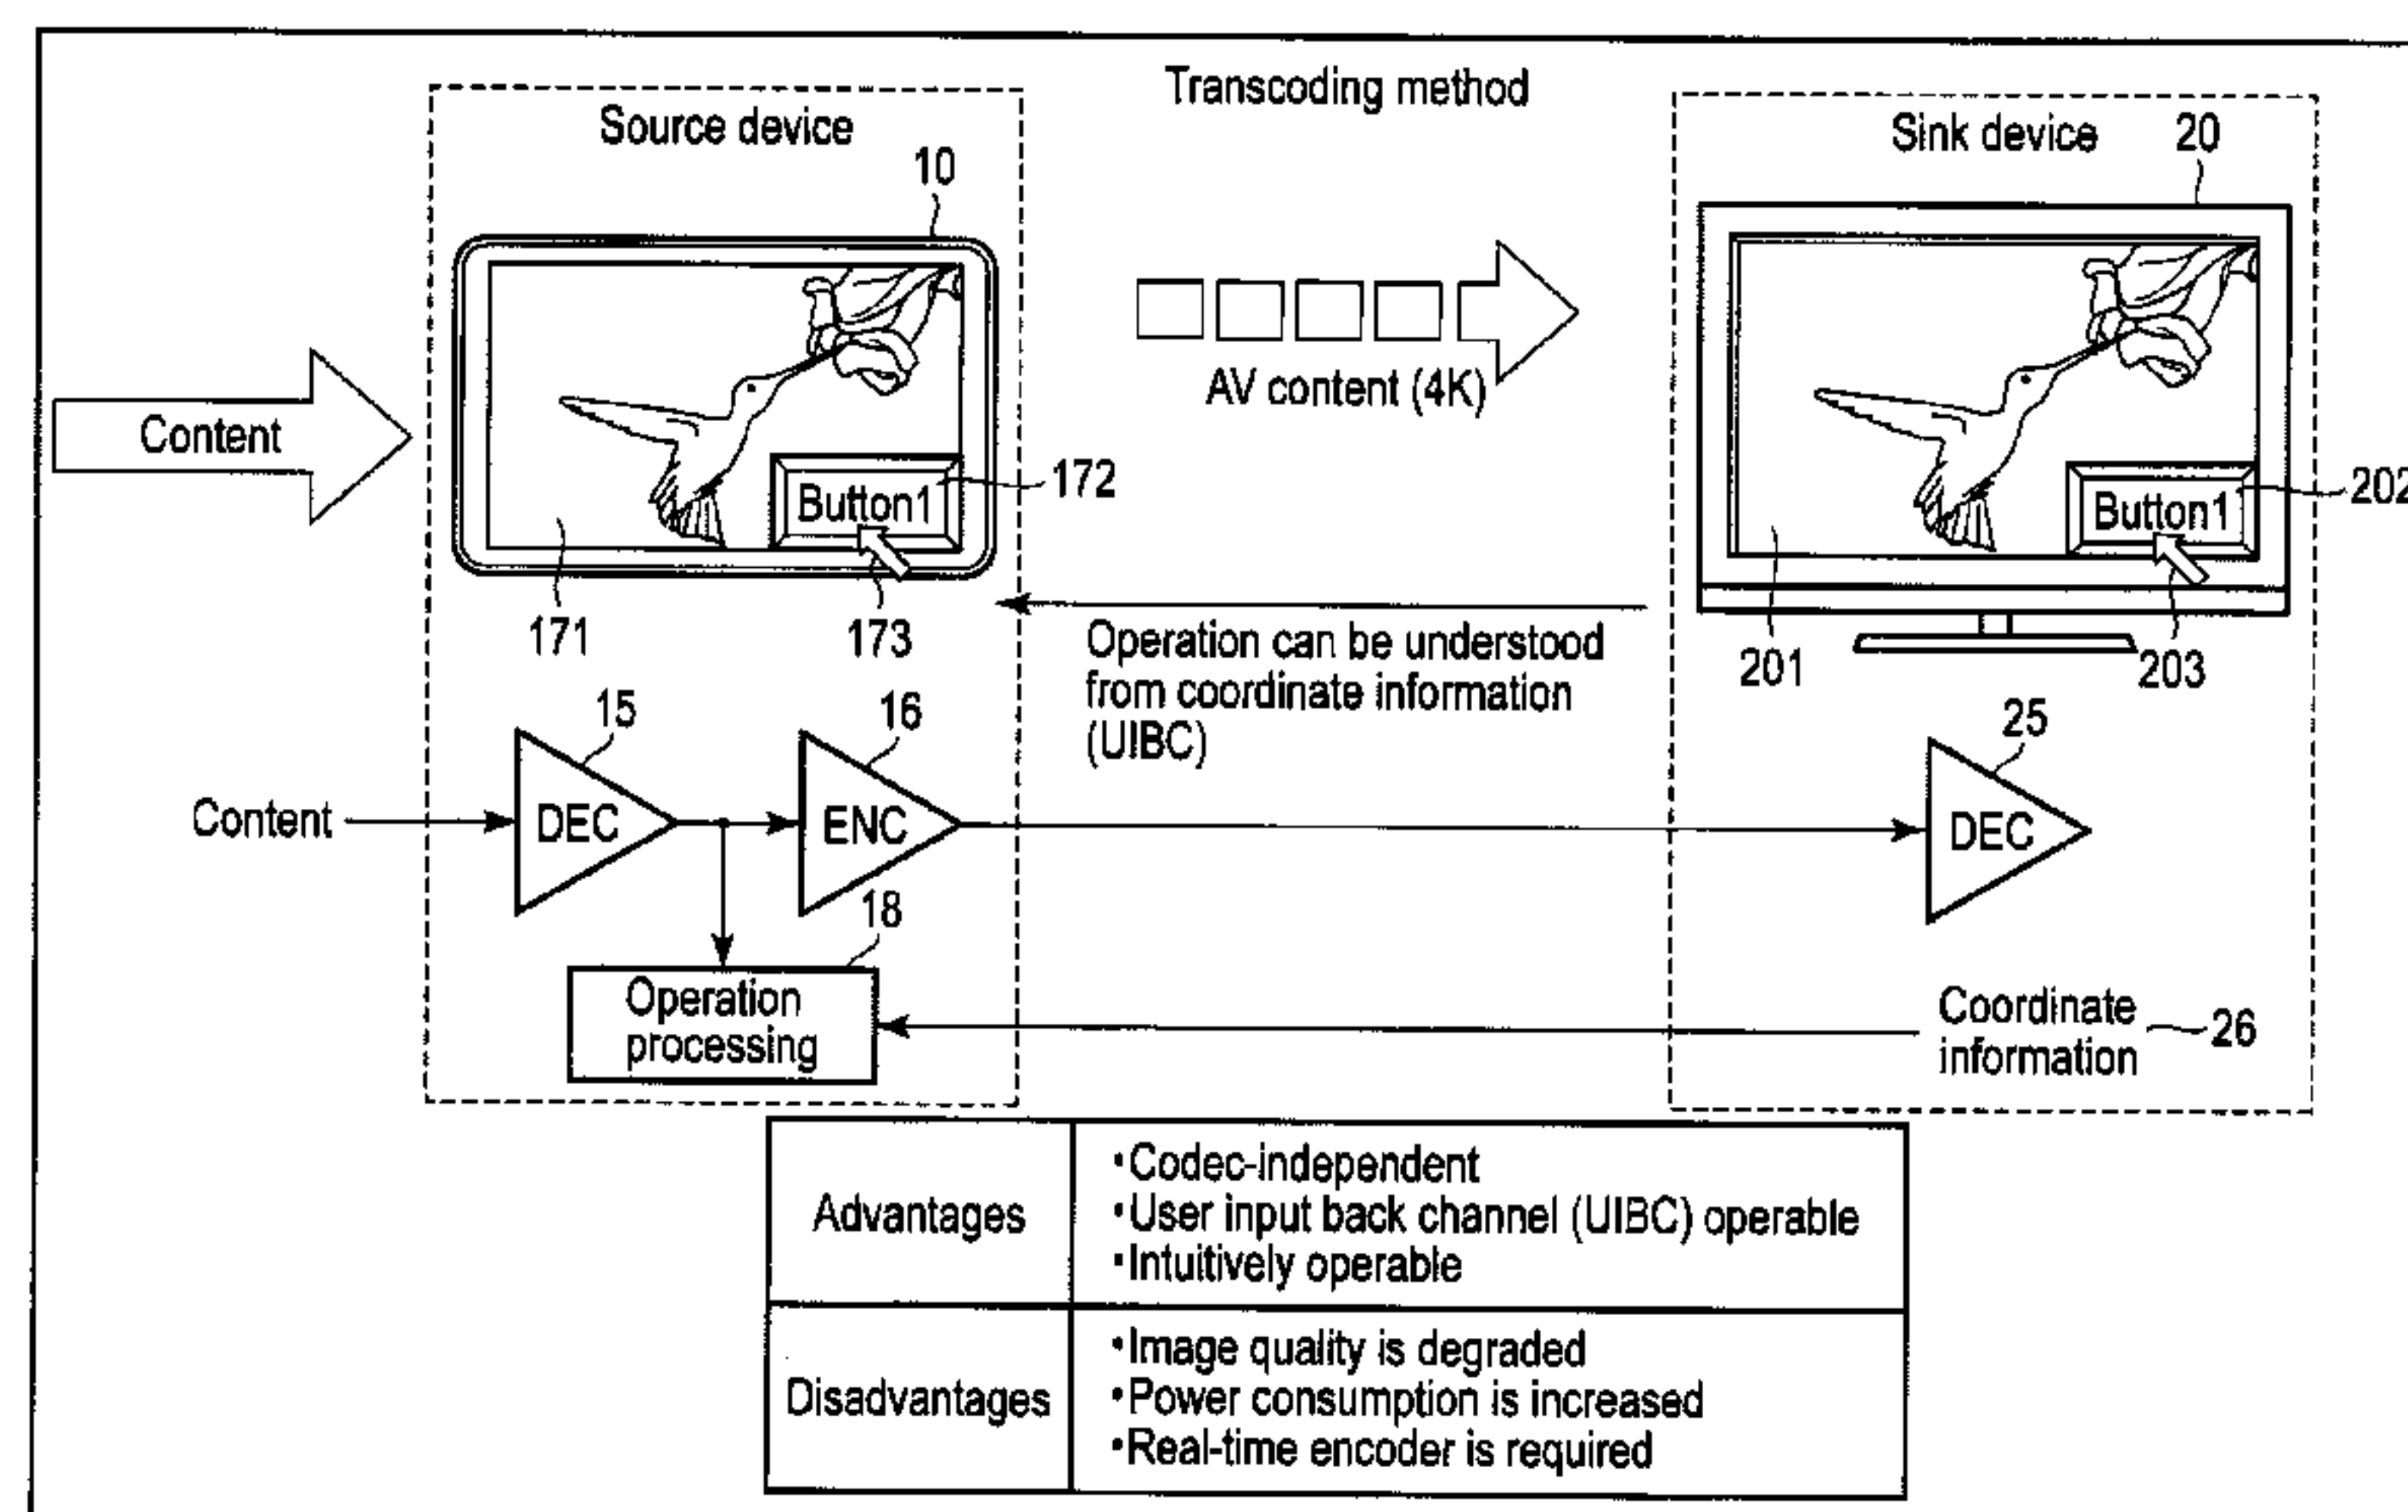 Transcoding method
Source device
10
Sink device
20
Content
AV content (4K)
Button1
172
Button1
202
171
173
201
203
Operation can be understood
from coordinate information
(UIBC)
15
16
25
Content
DEC
ENC
DEC
18
Operation
processing
Coordinate
information
26
Advantages
•Codec-independent
•User input back channel (UIBC) operable
•Intuitively operable
Disadvantages
•Image quality is degraded
•Power consumption is increased
•Real-time encoder is required